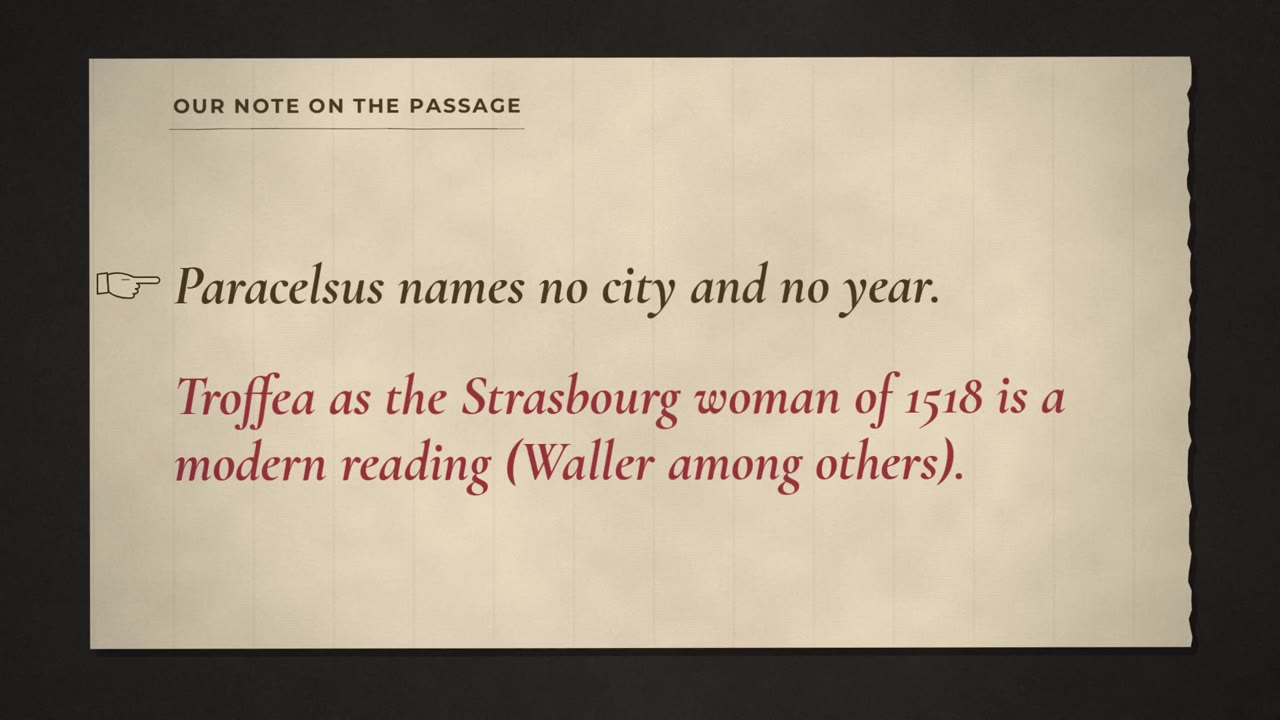 OUR NOTE ON THE PASSAGE
Paracelsus names no city and no year.
Troffea as the Strasbourg woman of 1518 is a
modern reading (Waller among others).